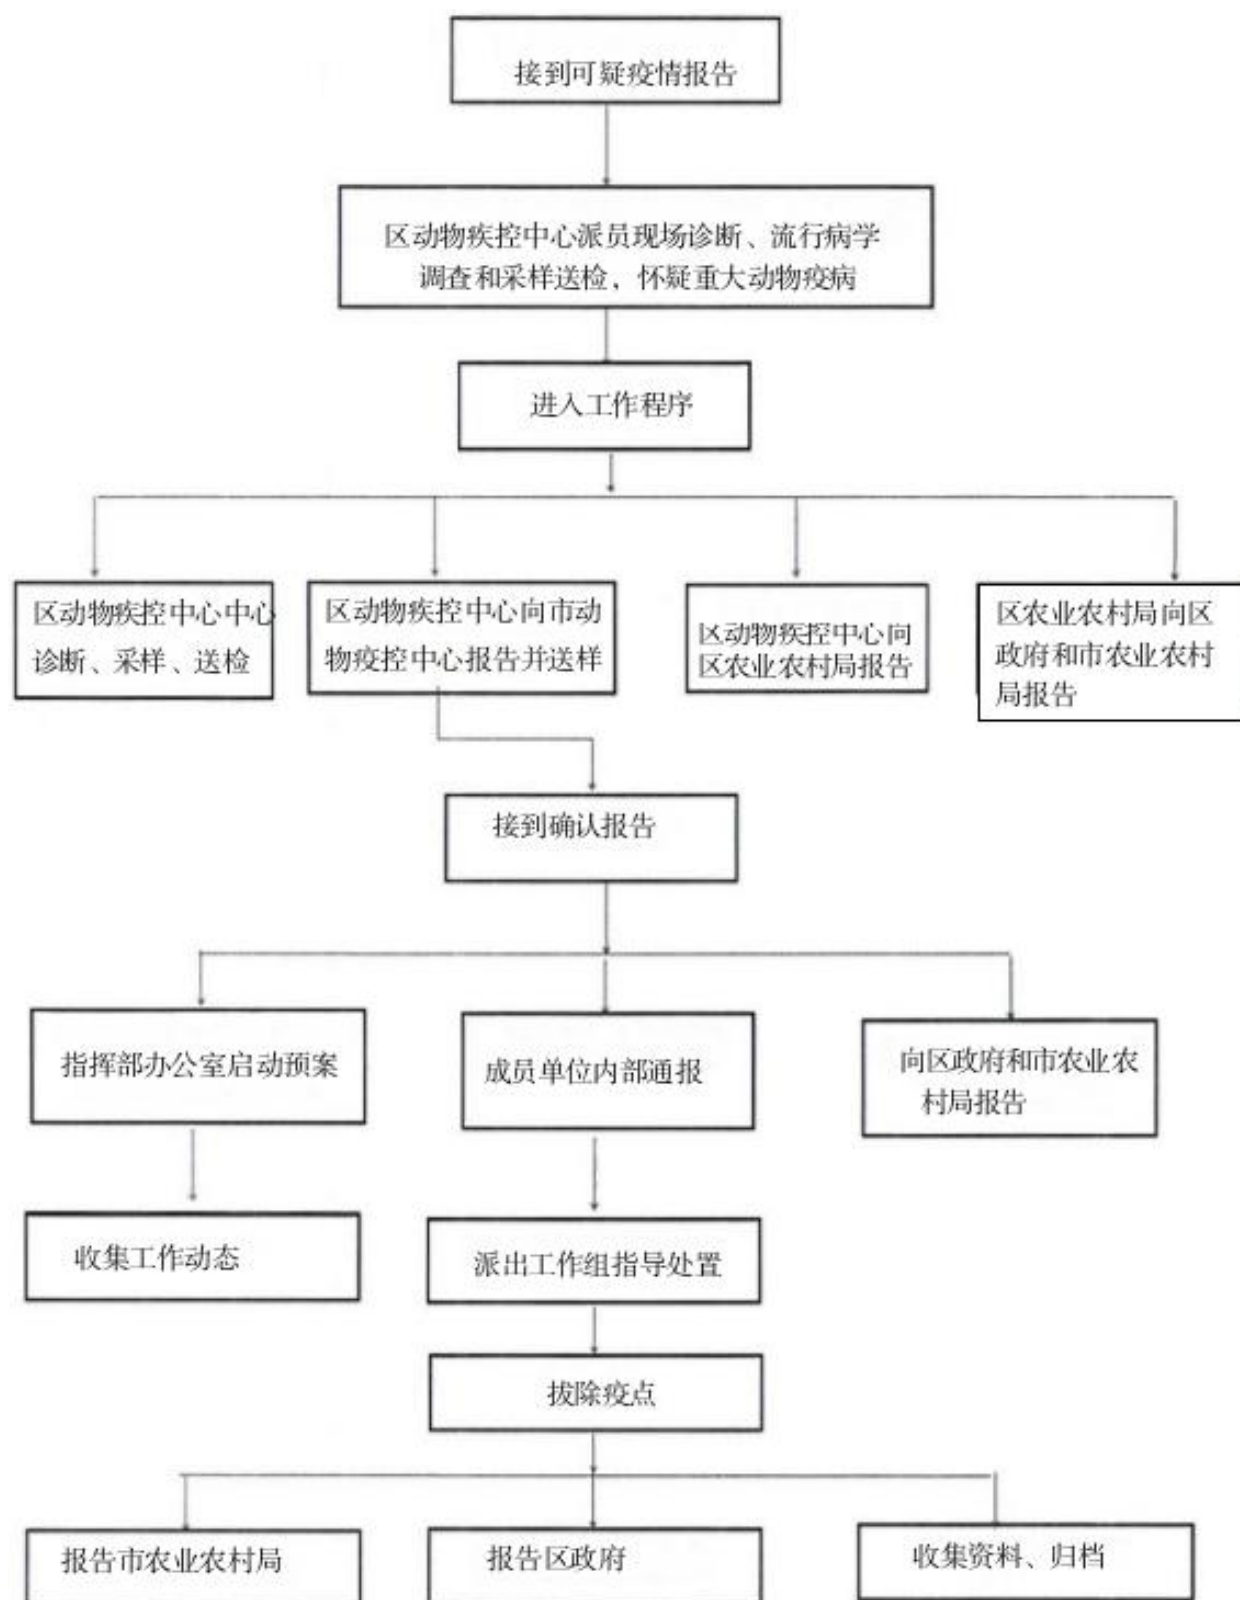 接到可疑疫情报告
区动物疾控中心派员现场诊断、流行病学
调查和采样送检，怀疑重大动物疫病
进入工作程序
区动物疾控中心中心
诊断、采样、送检
区动物疾控中心向市动
物疫控中心报告并送样
区动物疾控中心向
区农业农村局报告
区农业农村局向区
政府和市农业农村
局报告
接到确认报告
指挥部办公室启动预案
成员单位内部通报
向区政府和市农业农
村局报告
收集工作动态
派出工作组指导处置
拔除疫点
报告市农业农村局
报告区政府
收集资料、归档